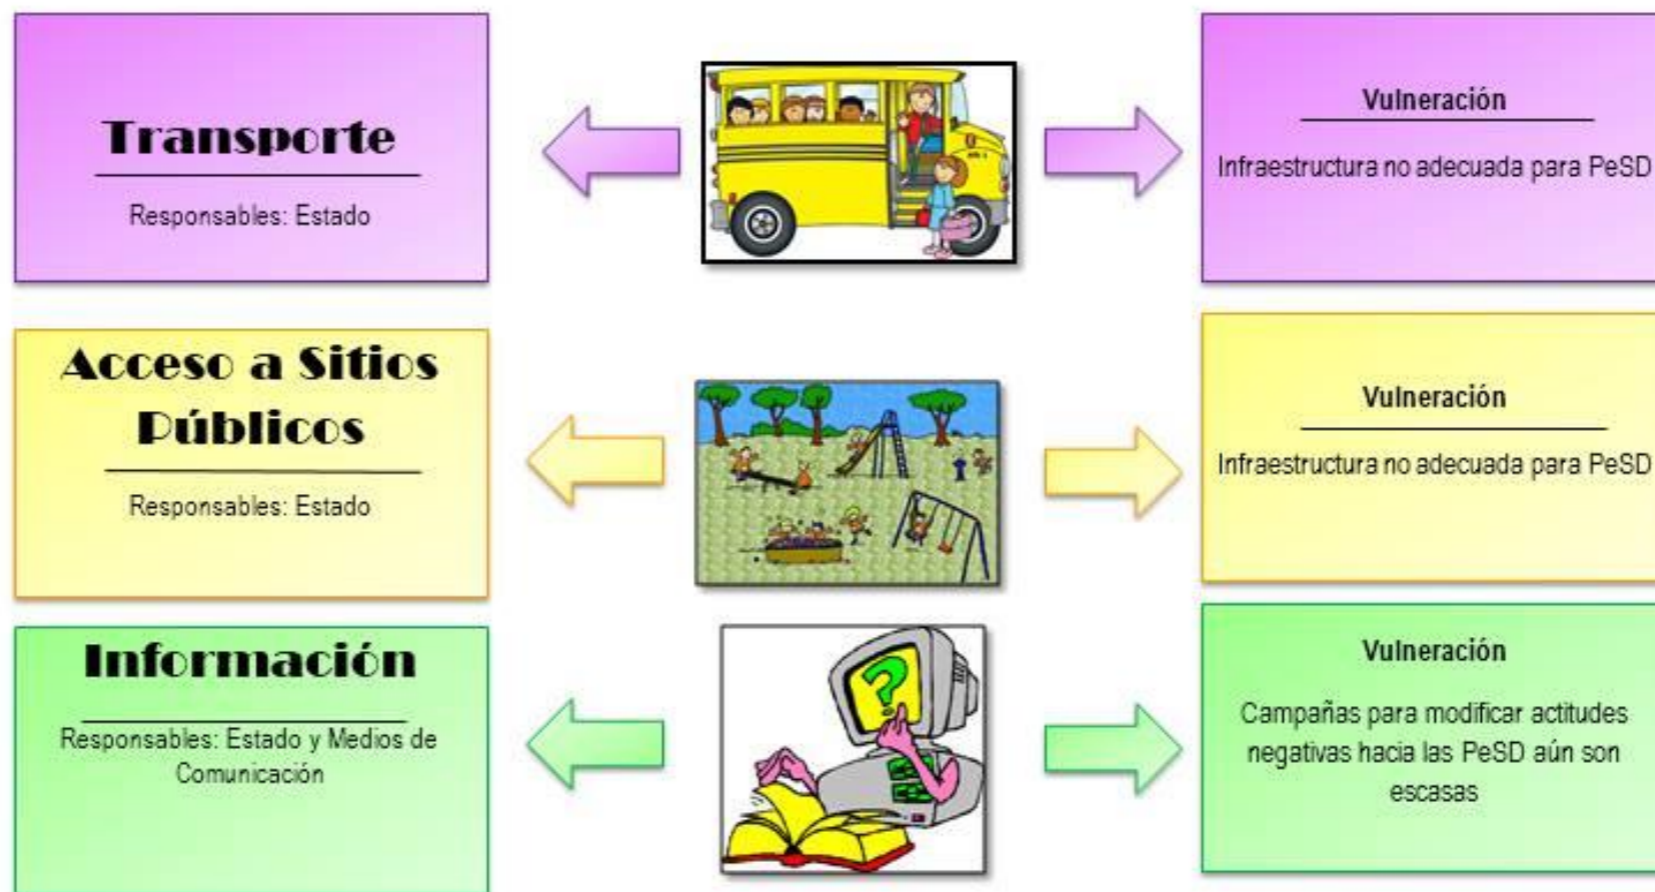 Transporte
Responsables: Estado
Vulneración
Infraestructura no adecuada para PeSD
Acceso a Sitios
Públicos
Responsables: Estado
Vulneración
Infraestructura no adecuada para PeSD
Información
Responsables: Estado y Medios de
Comunicación
?
Vulneración
Campañas para modificar actitudes
negativas hacia las PeSD aún son
escasas